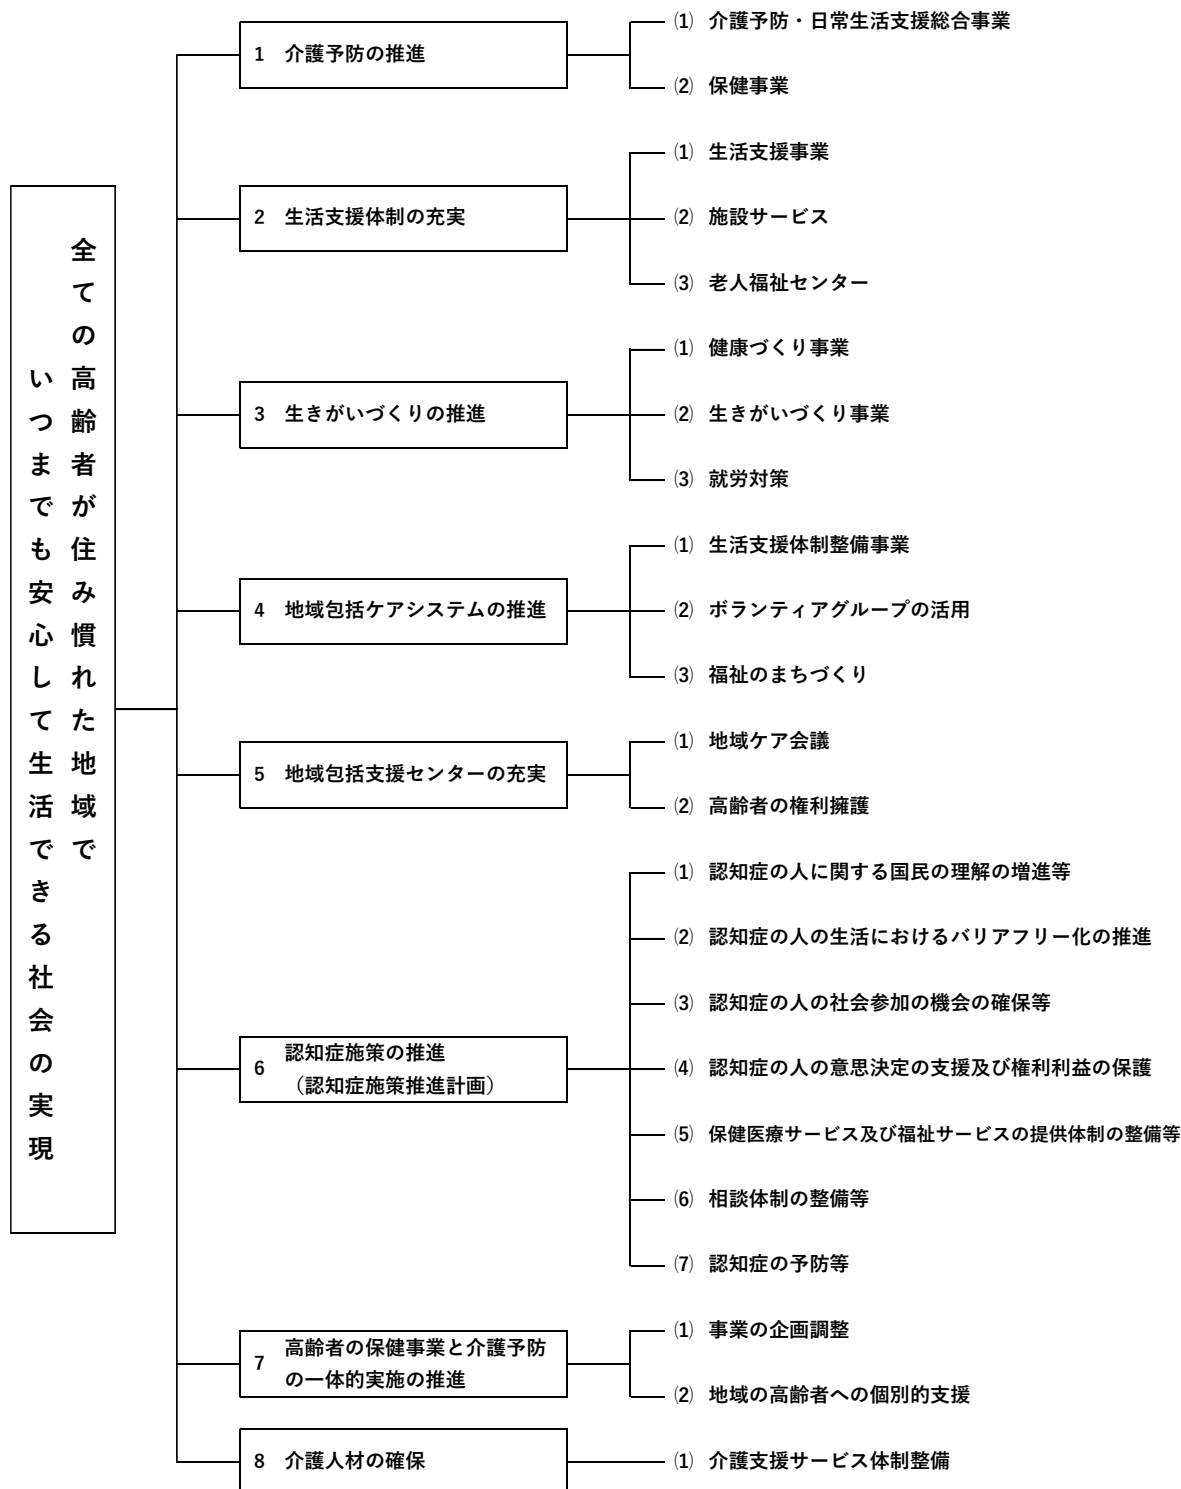 全ての高齢者が住み慣れた地域で
いつまでも安心して生活できる社会の実現
1 介護予防の推進
⑴ 介護予防・日常生活支援総合事業
⑵ 保健事業
2 生活支援体制の充実
⑴ 生活支援事業
⑵ 施設サービス
⑶ 老人福祉センター
3 生きがいづくりの推進
⑴ 健康づくり事業
⑵ 生きがいづくり事業
⑶ 就労対策
4 地域包括ケアシステムの推進
⑴ 生活支援体制整備事業
⑵ ボランティアグループの活用
⑶ 福祉のまちづくり
5 地域包括支援センターの充実
⑴ 地域ケア会議
⑵ 高齢者の権利擁護
6 認知症施策の推進
（認知症施策推進計画）
⑴ 認知症の人に関する国民の理解の増進等
⑵ 認知症の人の生活におけるバリアフリー化の推進
⑶ 認知症の人の社会参加の機会の確保等
⑷ 認知症の人の意思決定の支援及び権利利益の保護
⑸ 保健医療サービス及び福祉サービスの提供体制の整備等
⑹ 相談体制の整備等
⑺ 認知症の予防等
7 高齢者の保健事業と介護予防
の一体的実施の推進
⑴ 事業の企画調整
⑵ 地域の高齢者への個別的支援
8 介護人材の確保
⑴ 介護支援サービス体制整備